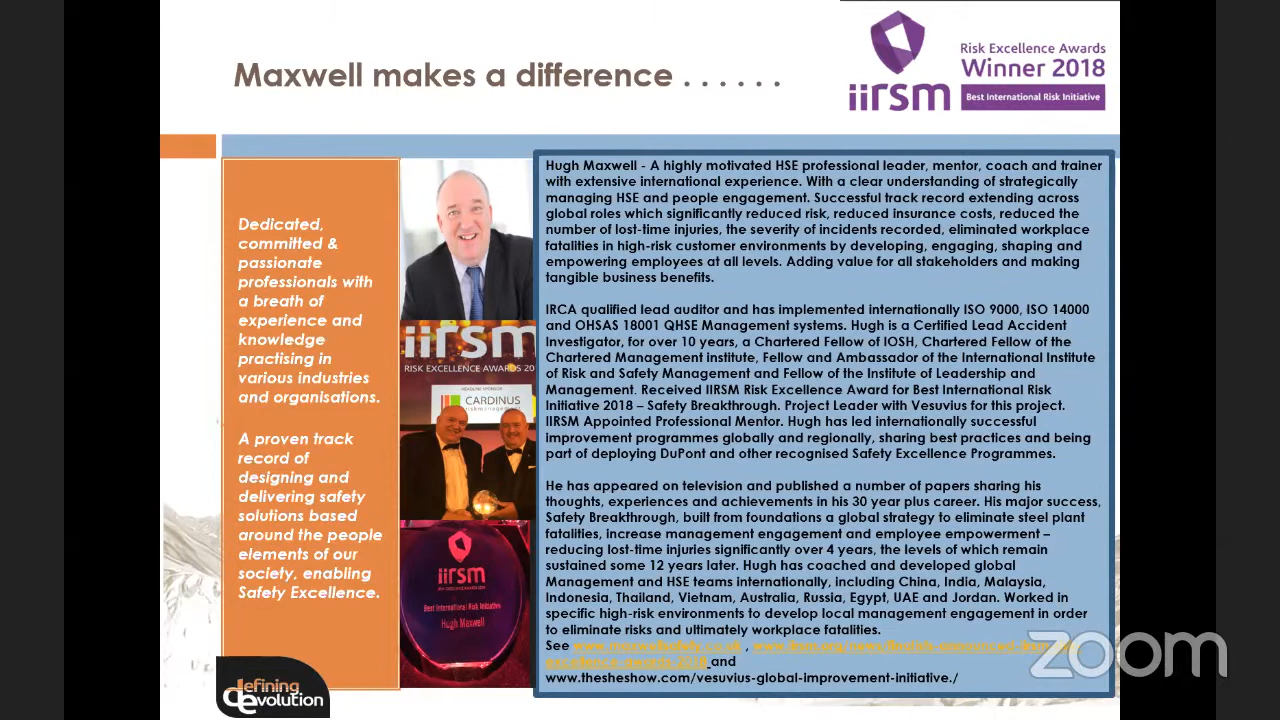 Maxwell makes a difference . . . . . .
iirsm
Risk Excellence Awards
Winner 2018
Best International Risk Initiative
Dedicated,
committed &
passionate
professionals with
a breath of
experience and
knowledge
practising in
various industries
and organisations.
A proven track
record of
designing and
delivering safety
solutions based
around the people
elements of our
society, enabling
Safety Excellence.
iirsm
RISK EXCELLENCE AWARDS 20
HEADLINE SPONSOR
CARDINUS
riskmanagement
iirsm
Best International Risk Initiative
Hugh Maxwell
Hugh Maxwell - A highly motivated HSE professional leader, mentor, coach and trainer
with extensive international experience. With a clear understanding of strategically
managing HSE and people engagement. Successful track record extending across
global roles which significantly reduced risk, reduced insurance costs, reduced the
number of lost-time injuries, the severity of incidents recorded, eliminated workplace
fatalities in high-risk customer environments by developing, engaging, shaping and
empowering employees at all levels. Adding value for all stakeholders and making
tangible business benefits.
IRCA qualified lead auditor and has implemented internationally ISO 9000, ISO 14000
and OHSAS 18001 QHSE Management systems. Hugh is a Certified Lead Accident
Investigator, for over 10 years, a Chartered Fellow of IOSH, Chartered Fellow of the
Chartered Management institute, Fellow and Ambassador of the International Institute
of Risk and Safety Management and Fellow of the Institute of Leadership and
Management. Received IIRSM Risk Excellence Award for Best International Risk
Initiative 2018 – Safety Breakthrough. Project Leader with Vesuvius for this project.
IIRSM Appointed Professional Mentor. Hugh has led internationally successful
improvement programmes globally and regionally, sharing best practices and being
part of deploying DuPont and other recognised Safety Excellence Programmes.
He has appeared on television and published a number of papers sharing his
thoughts, experiences and achievements in his 30 year plus career. His major success,
Safety Breakthrough, built from foundations a global strategy to eliminate steel plant
fatalities, increase management engagement and employee empowerment –
reducing lost-time injuries significantly over 4 years, the levels of which remain
sustained some 12 years later. Hugh has coached and developed global
Management and HSE teams internationally, including China, India, Malaysia,
Indonesia, Thailand, Vietnam, Australia, Russia, Egypt, UAE and Jordan. Worked in
specific high-risk environments to develop local management engagement in order
to eliminate risks and ultimately workplace fatalities.
See www.maxwellsafety.co.uk ,
excellence-awards-2018 and
www.thesheshow.com/vesuvius-global-improvement-initiative./
defining
evolution
zoom